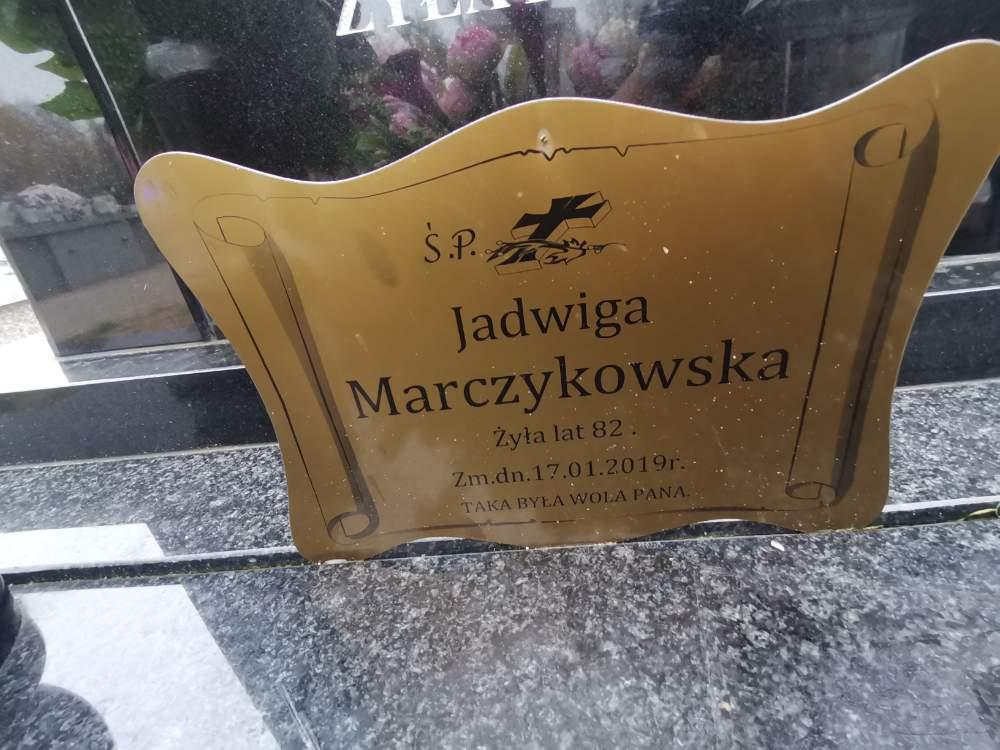 Ś.P.
Jadwiga
Marczykowska
Żyła lat 82 .
Zm.dn.17.01.2019r.
TAKA BYŁA WOLA PANA.